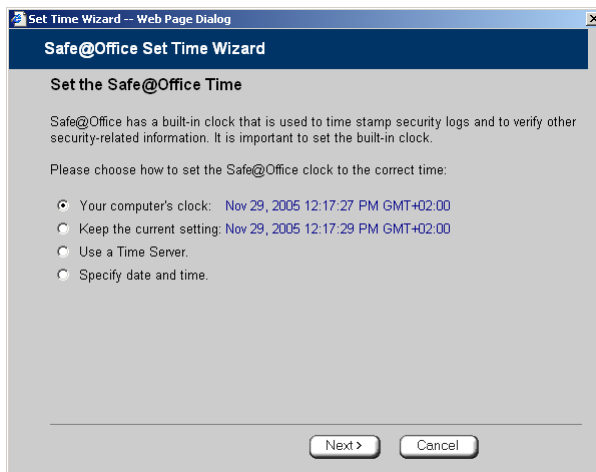 Set Time Wizard -- Web Page Dialog
Safe@Office Set Time Wizard
Set the Safe@Office Time
Safe@Office has a built-in clock that is used to time stamp security logs and to verify other
security-related information. It is important to set the built-in clock.
Please choose how to set the Safe@Office clock to the correct time:
Your computer's clock: Nov 29, 2005 12:17:27 PM GMT+02:00
Keep the current setting: Nov 29, 2005 12:17:29 PM GMT+02:00
Use a Time Server.
Specify date and time.
Next> Cancel